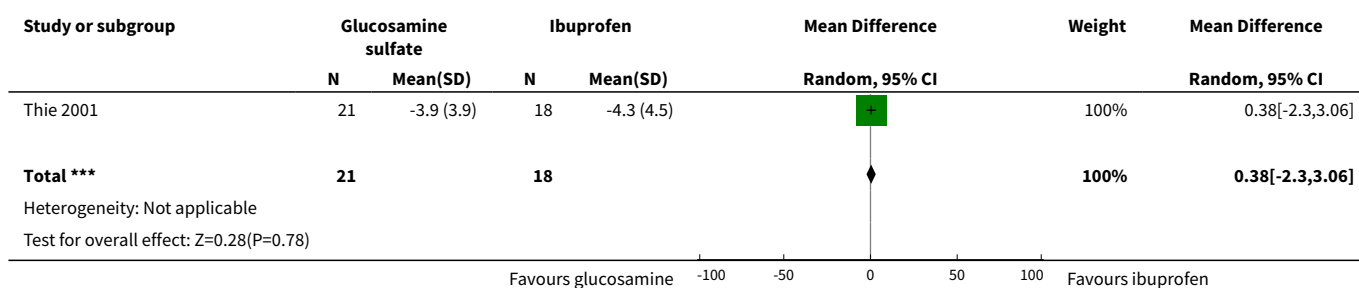 Study or subgroup Glucosamine sulfate Ibuprofen Mean Difference Weight Mean Difference
N Mean(SD) N Mean(SD) Random, 95% CI Random, 95% CI
Thie 2001 21 -3.9 (3.9) 18 -4.3 (4.5) 100% 0.38[-2.3,3.06]
Total *** 21 18 100% 0.38[-2.3,3.06]
Heterogeneity: Not applicable
Test for overall effect: Z=0.28(P=0.78)
Favours glucosamine -100 -50 0 50 100 Favours ibuprofen